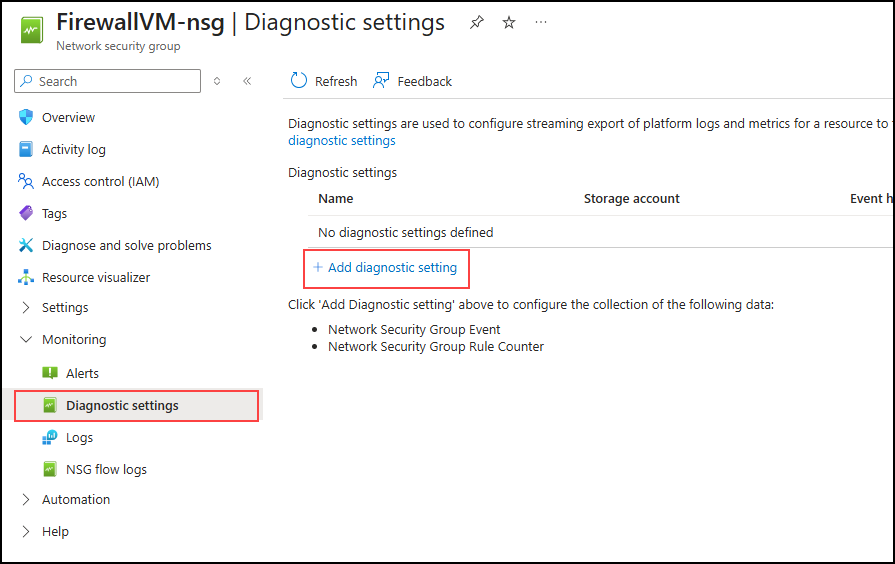 FirewallVM-nsg | Diagnostic settings
Network security group
Search
Refresh
Feedback
Overview
Activity log
Access control (IAM)
Tags
Diagnose and solve problems
Resource visualizer
Settings
Monitoring
Alerts
Diagnostic settings
Logs
NSG flow logs
Automation
Help
Diagnostic settings are used to configure streaming export of platform logs and metrics for a resource to
diagnostic settings
Diagnostic settings
Name Storage account Event
No diagnostic settings defined
+ Add diagnostic setting
Click 'Add Diagnostic setting' above to configure the collection of the following data:
• Network Security Group Event
• Network Security Group Rule Counter